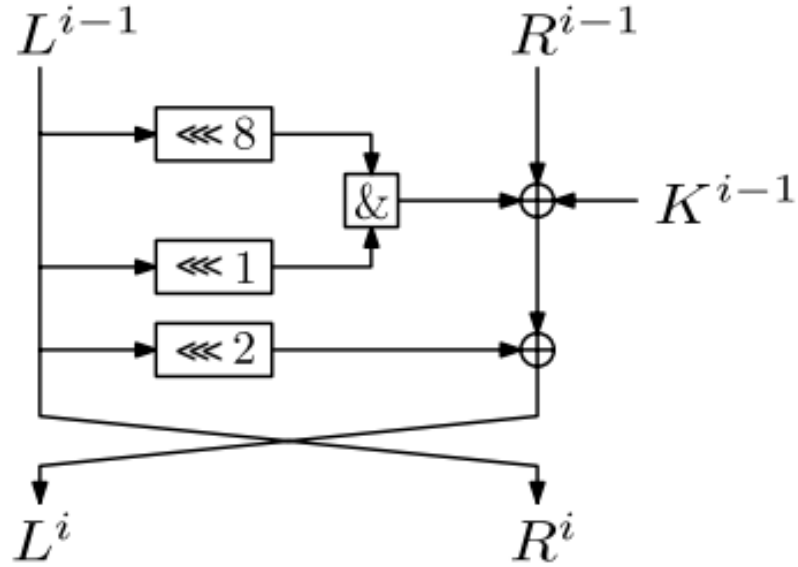 L^{i-1} R^{i-1}
⋘ 8
& K^{i-1}
⋘ 1
⋘ 2
L^i R^i